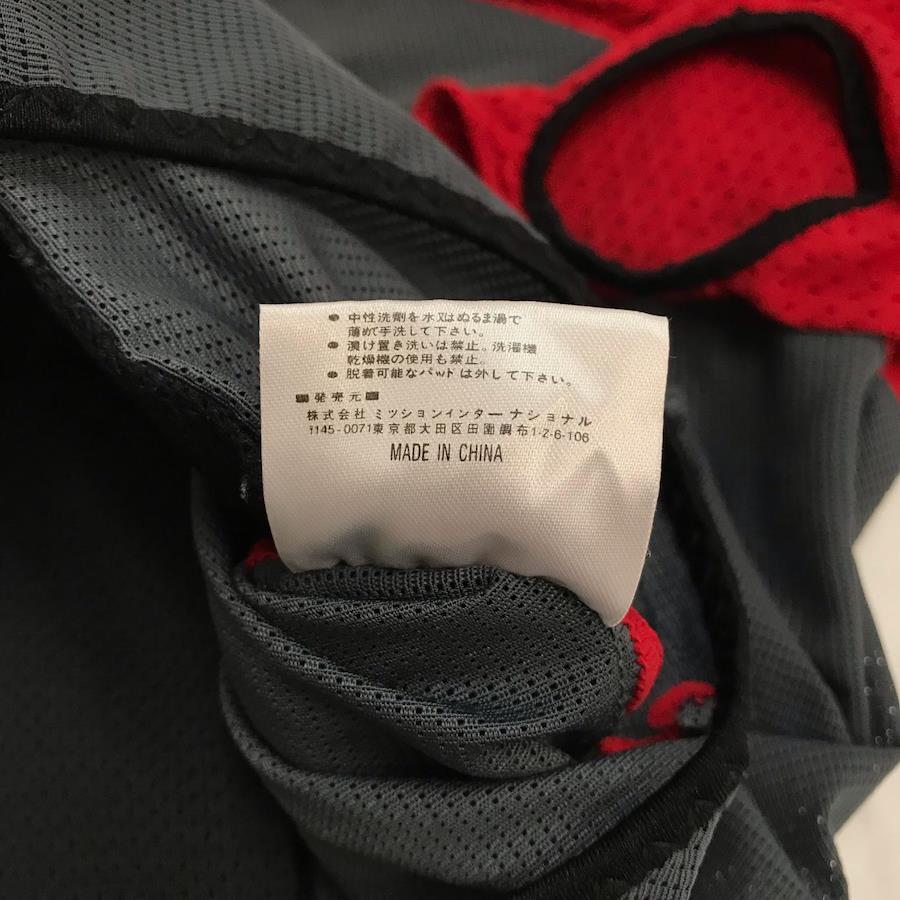 ● 中性洗剤を水又はぬるま湯で
薄めて手洗して下さい。
● 漬け置き洗いは禁止。洗濯機
乾燥機の使用も禁止。
● 脱着可能なパッドは外して下さい。
■発売元■
株式会社 ミッションインターナショナル
〒145-0071東京都大田区田園調布1-2-6-106
MADE IN CHINA